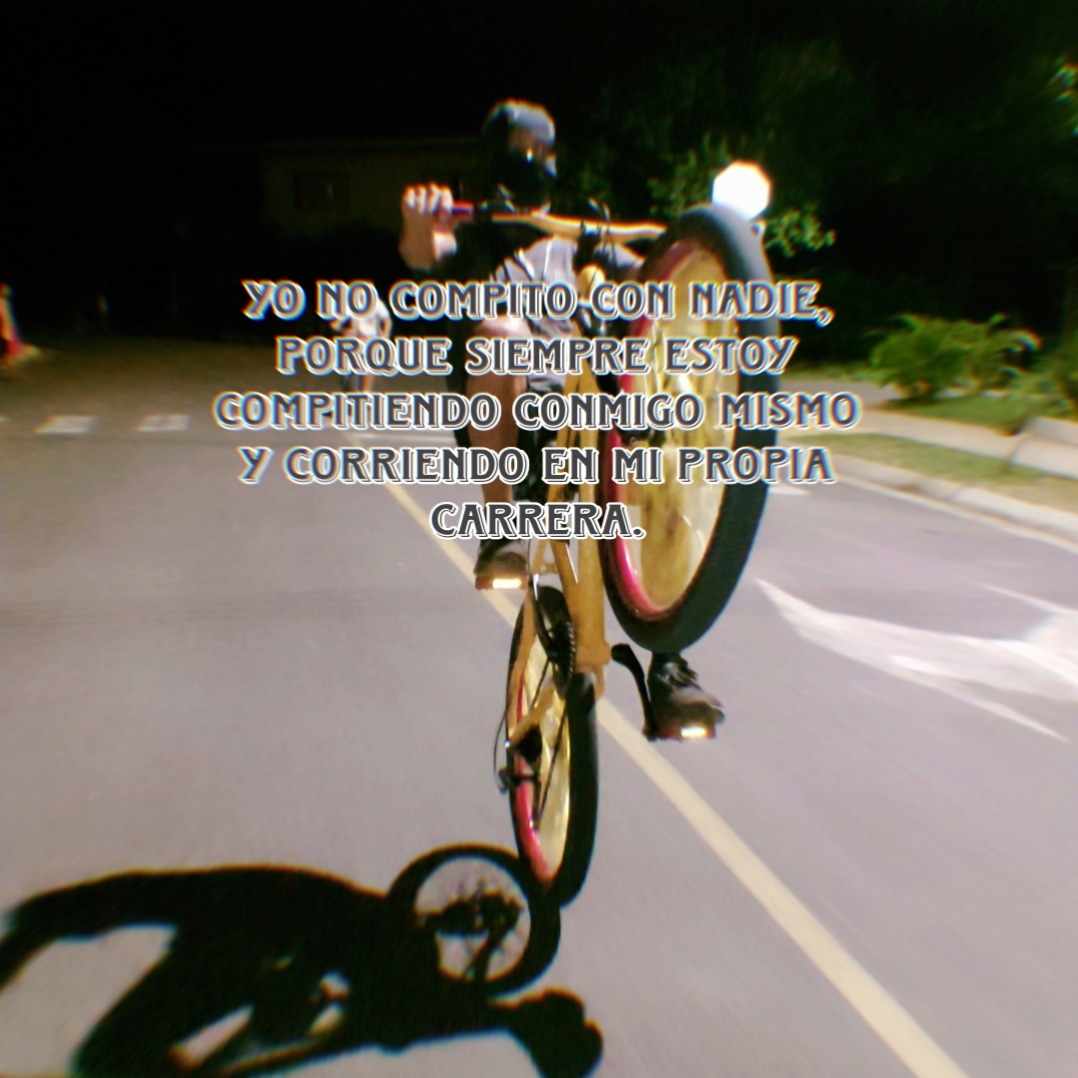 YO NO COMPITO CON NADIE,
PORQUE SIEMPRE ESTOY
COMPITIENDO CONMIGO MISMO
Y CORRIENDO EN MI PROPIA
CARRERA.